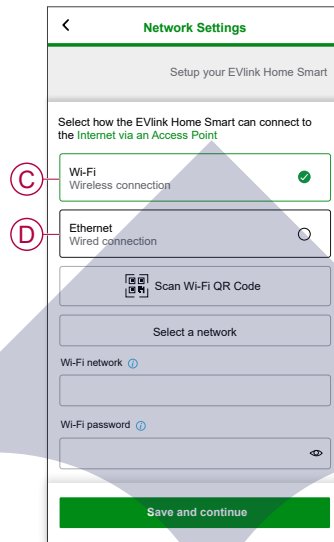 Network Settings
Setup your EVlink Home Smart
Select how the EVlink Home Smart can connect to
the Internet via an Access Point
C
Wi-Fi
Wireless connection
D
Ethernet
Wired connection
Scan Wi-Fi QR Code
Select a network
Wi-Fi network
Wi-Fi password
Save and continue